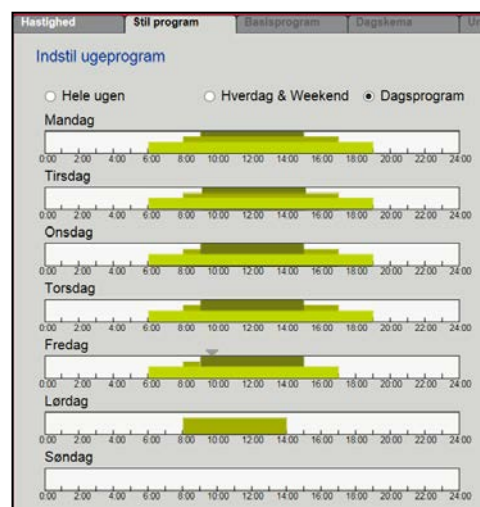 Hastighed Stil program Basisprogram Dagskema
Indstil ugeprogram
Hele ugen Hverdag & Weekend Dagsprogram
Mandag
0:00 2:00 4:00 6:00 8:00 10:00 12:00 14:00 16:00 18:00 20:00 22:00 24:00
Tirsdag
0:00 2:00 4:00 6:00 8:00 10:00 12:00 14:00 16:00 18:00 20:00 22:00 24:00
Onsdag
0:00 2:00 4:00 6:00 8:00 10:00 12:00 14:00 16:00 18:00 20:00 22:00 24:00
Torsdag
0:00 2:00 4:00 6:00 8:00 10:00 12:00 14:00 16:00 18:00 20:00 22:00 24:00
Fredag
0:00 2:00 4:00 6:00 8:00 10:00 12:00 14:00 16:00 18:00 20:00 22:00 24:00
Lørdag
0:00 2:00 4:00 6:00 8:00 10:00 12:00 14:00 16:00 18:00 20:00 22:00 24:00
Søndag
0:00 2:00 4:00 6:00 8:00 10:00 12:00 14:00 16:00 18:00 20:00 22:00 24:00